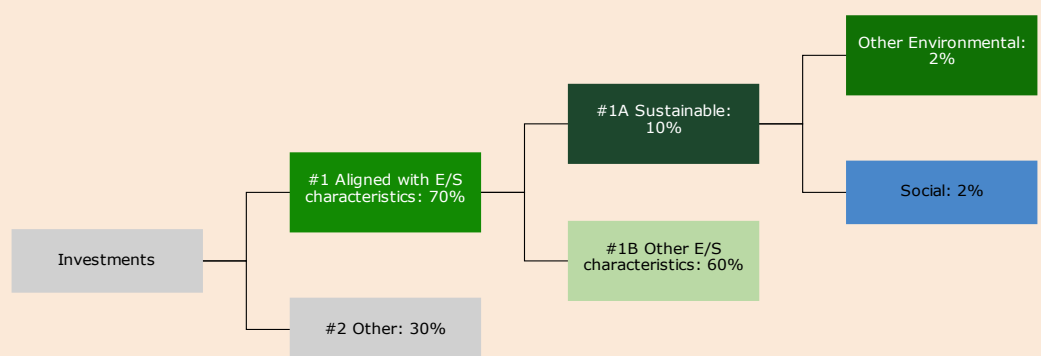 Other Environmental:
2%
#1A Sustainable:
10%
#1 Aligned with E/S
characteristics: 70%
Social: 2%
Investments
#1B Other E/S
characteristics: 60%
#2 Other: 30%